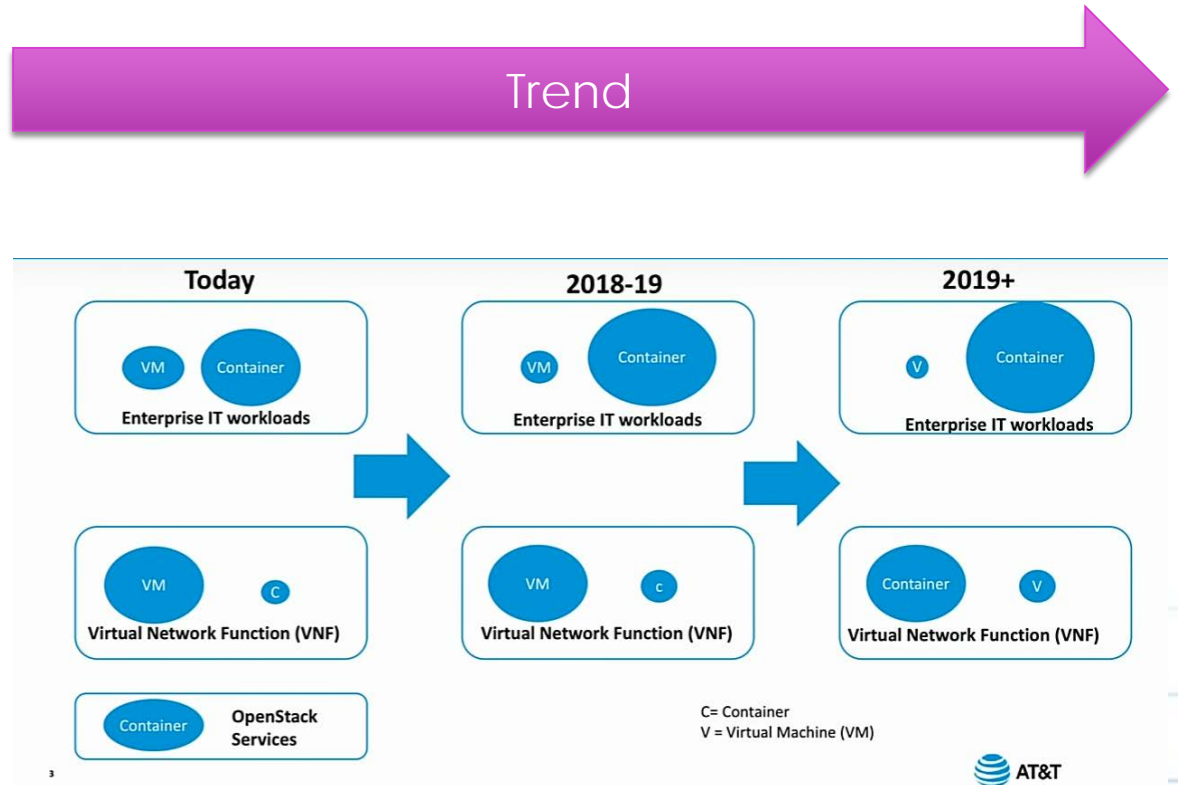 Trend
Today
2018-19
2019+
VM
Container
Enterprise IT workloads
VM
Container
Enterprise IT workloads
V
Container
Enterprise IT workloads
VM
C
Virtual Network Function (VNF)
VM
c
Virtual Network Function (VNF)
Container
V
Virtual Network Function (VNF)
Container
OpenStack
Services
C= Container
V = Virtual Machine (VM)
3
AT&T